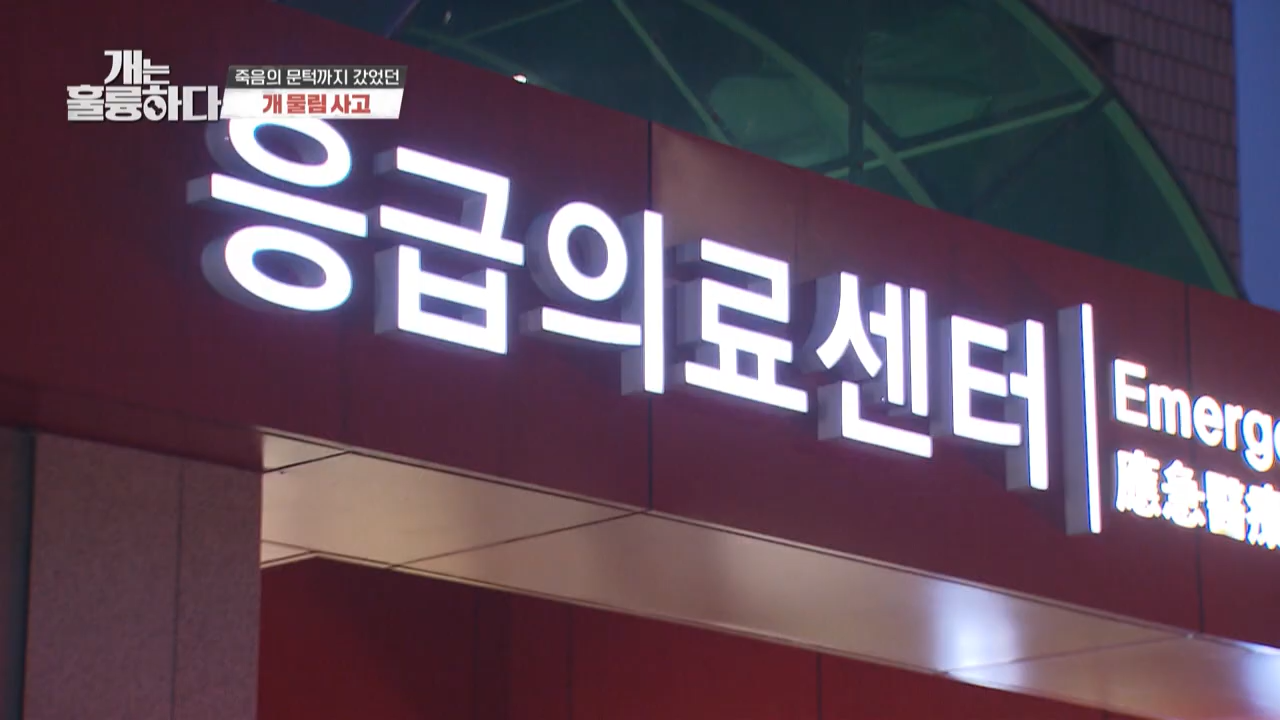 개는
훌륭하다
죽음의 문턱까지 갔었던
개 물림 사고
응급의료센터
應急醫療